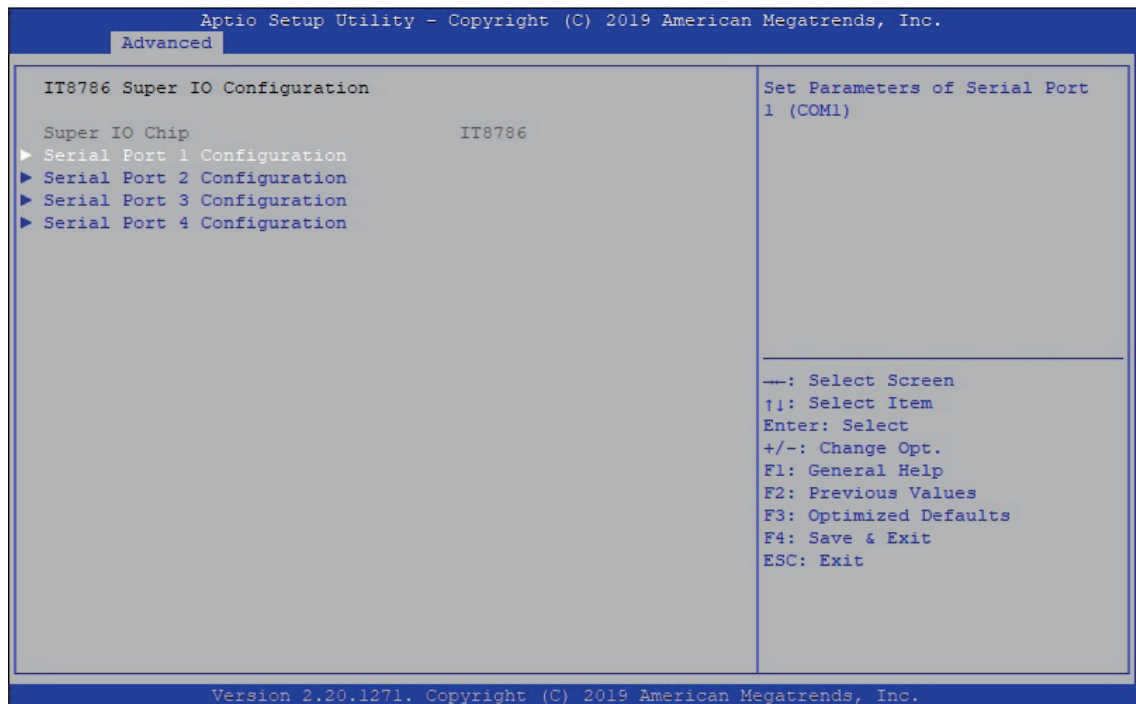 Aptio Setup Utility - Copyright (C) 2019 American Megatrends, Inc.
Advanced
IT8786 Super IO Configuration
Super IO Chip IT8786
► Serial Port 1 Configuration
► Serial Port 2 Configuration
► Serial Port 3 Configuration
► Serial Port 4 Configuration
Set Parameters of Serial Port
1 (COM1)
→←: Select Screen
↑↓: Select Item
Enter: Select
+/-: Change Opt.
F1: General Help
F2: Previous Values
F3: Optimized Defaults
F4: Save & Exit
ESC: Exit
Version 2.20.1271. Copyright (C) 2019 American Megatrends, Inc.